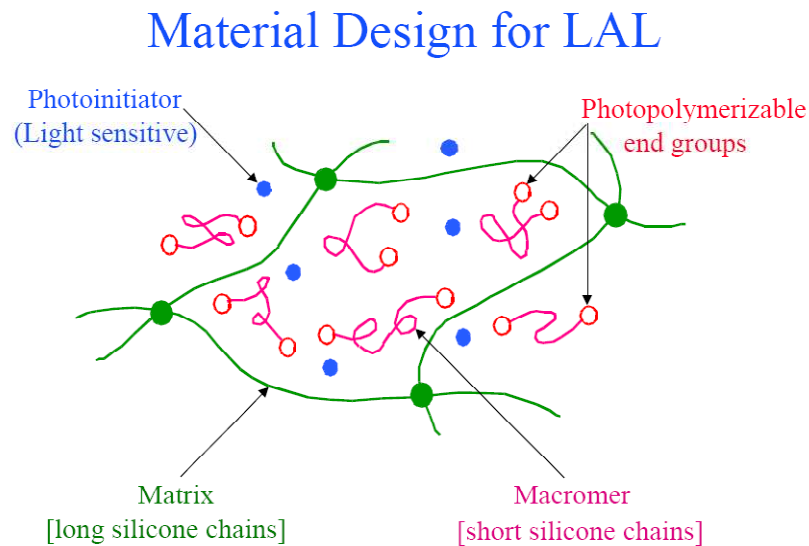 Material Design for LAL
Photoinitiator
(Light sensitive)
Photopolymerizable
end groups
Matrix
[long silicone chains]
Macromer
[short silicone chains]